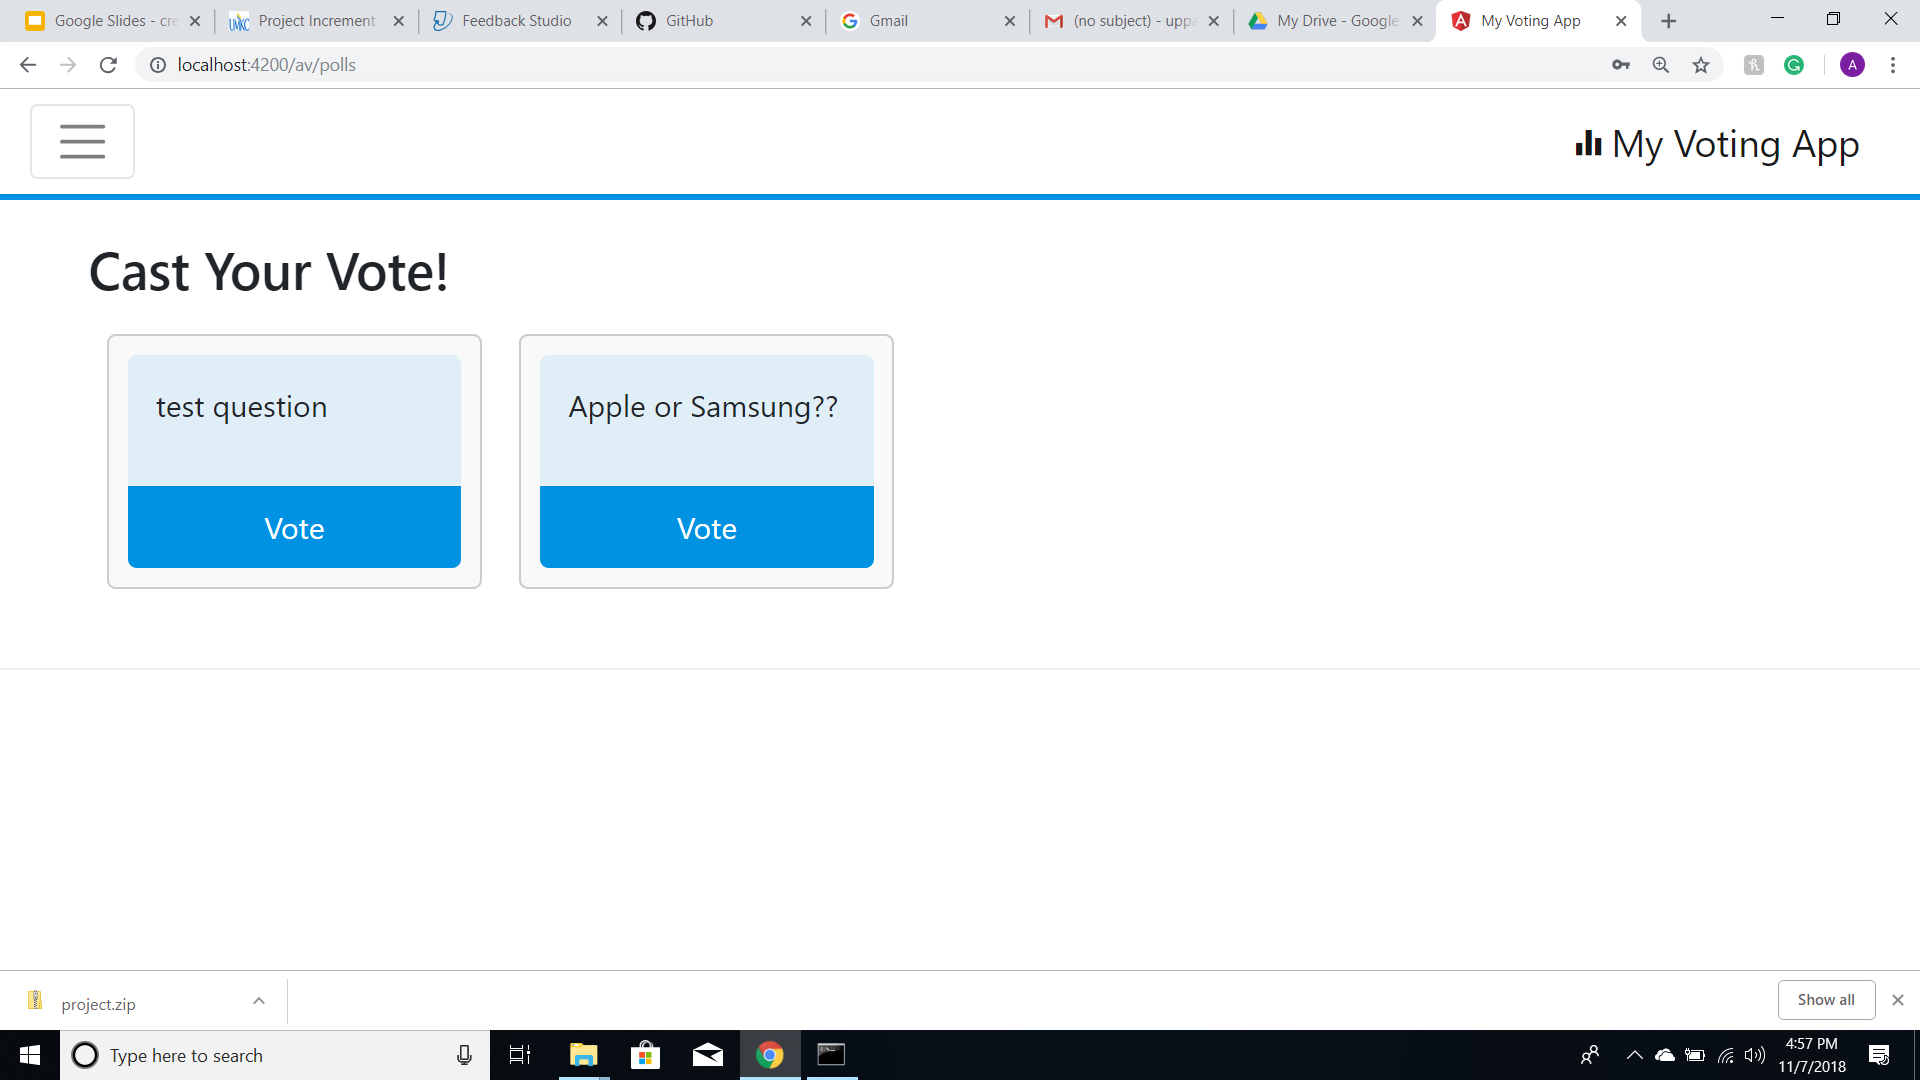 Google Slides - cre
Project Increment
Feedback Studio
GitHub
Gmail
(no subject) - uppa
My Drive - Google
My Voting App
localhost:4200/av/polls
A
My Voting App
Cast Your Vote!
test question
Apple or Samsung??
Vote
Vote
project.zip
Show all
Type here to search
4:57 PM
11/7/2018